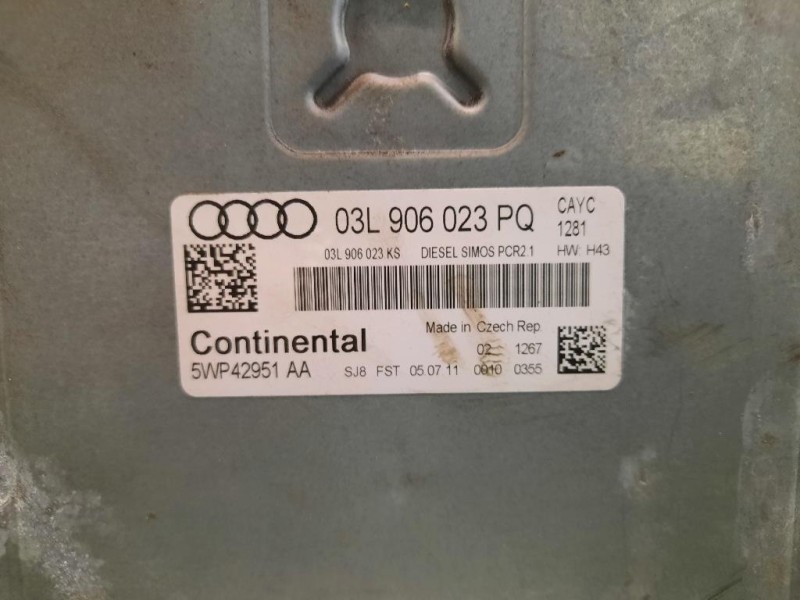 03L 906 023 PQ CAYC
1281
03L 906 023 KS DIESEL SIMOS PCR2.1 HW: H43
Made in Czech Rep.
Continental 02 1267
5WP42951 AA SJ8 FST 05 07 11 0010 0355